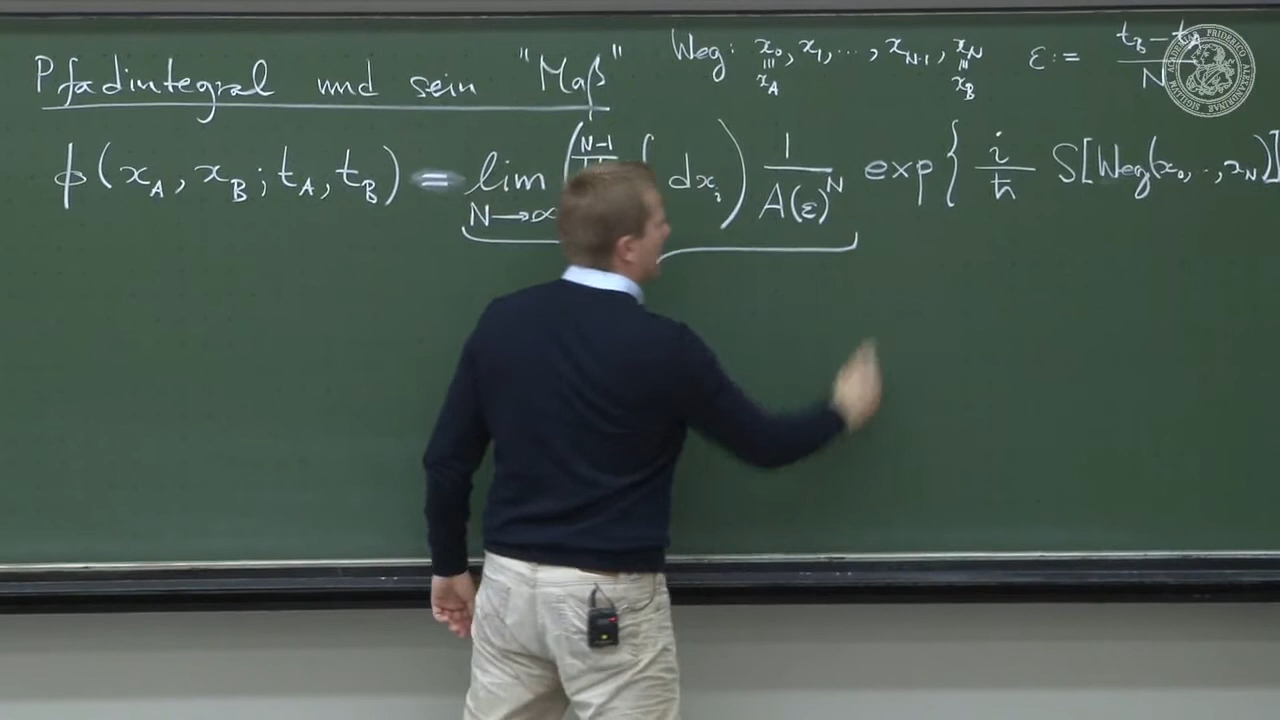 Pfadintegral und sein "Maß"
Weg: x₀, x₁, ..., x_{N-1}, x_N ε := t_B - t_A / N
x_A x_B
ϕ(x_A, x_B; t_A, t_B) = lim_{N→∞} ( N-1 ∫ dx_i ) 1/A(ε)^N exp{ i/ħ S[Weg(x₀, .., x_N)]